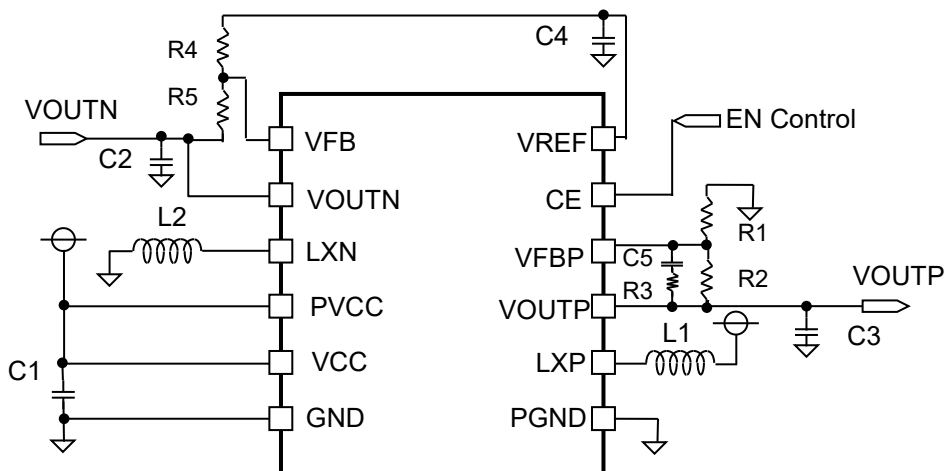 R4
R5
C4
VOUTN
C2
VFB
VREF
EN Control
VOUTN
CE
L2
LXN
VFBP
C5
R1
R3
R2
VOUTP
PVCC
VOUTP
L1
C3
C1
VCC
LXP
GND
PGND